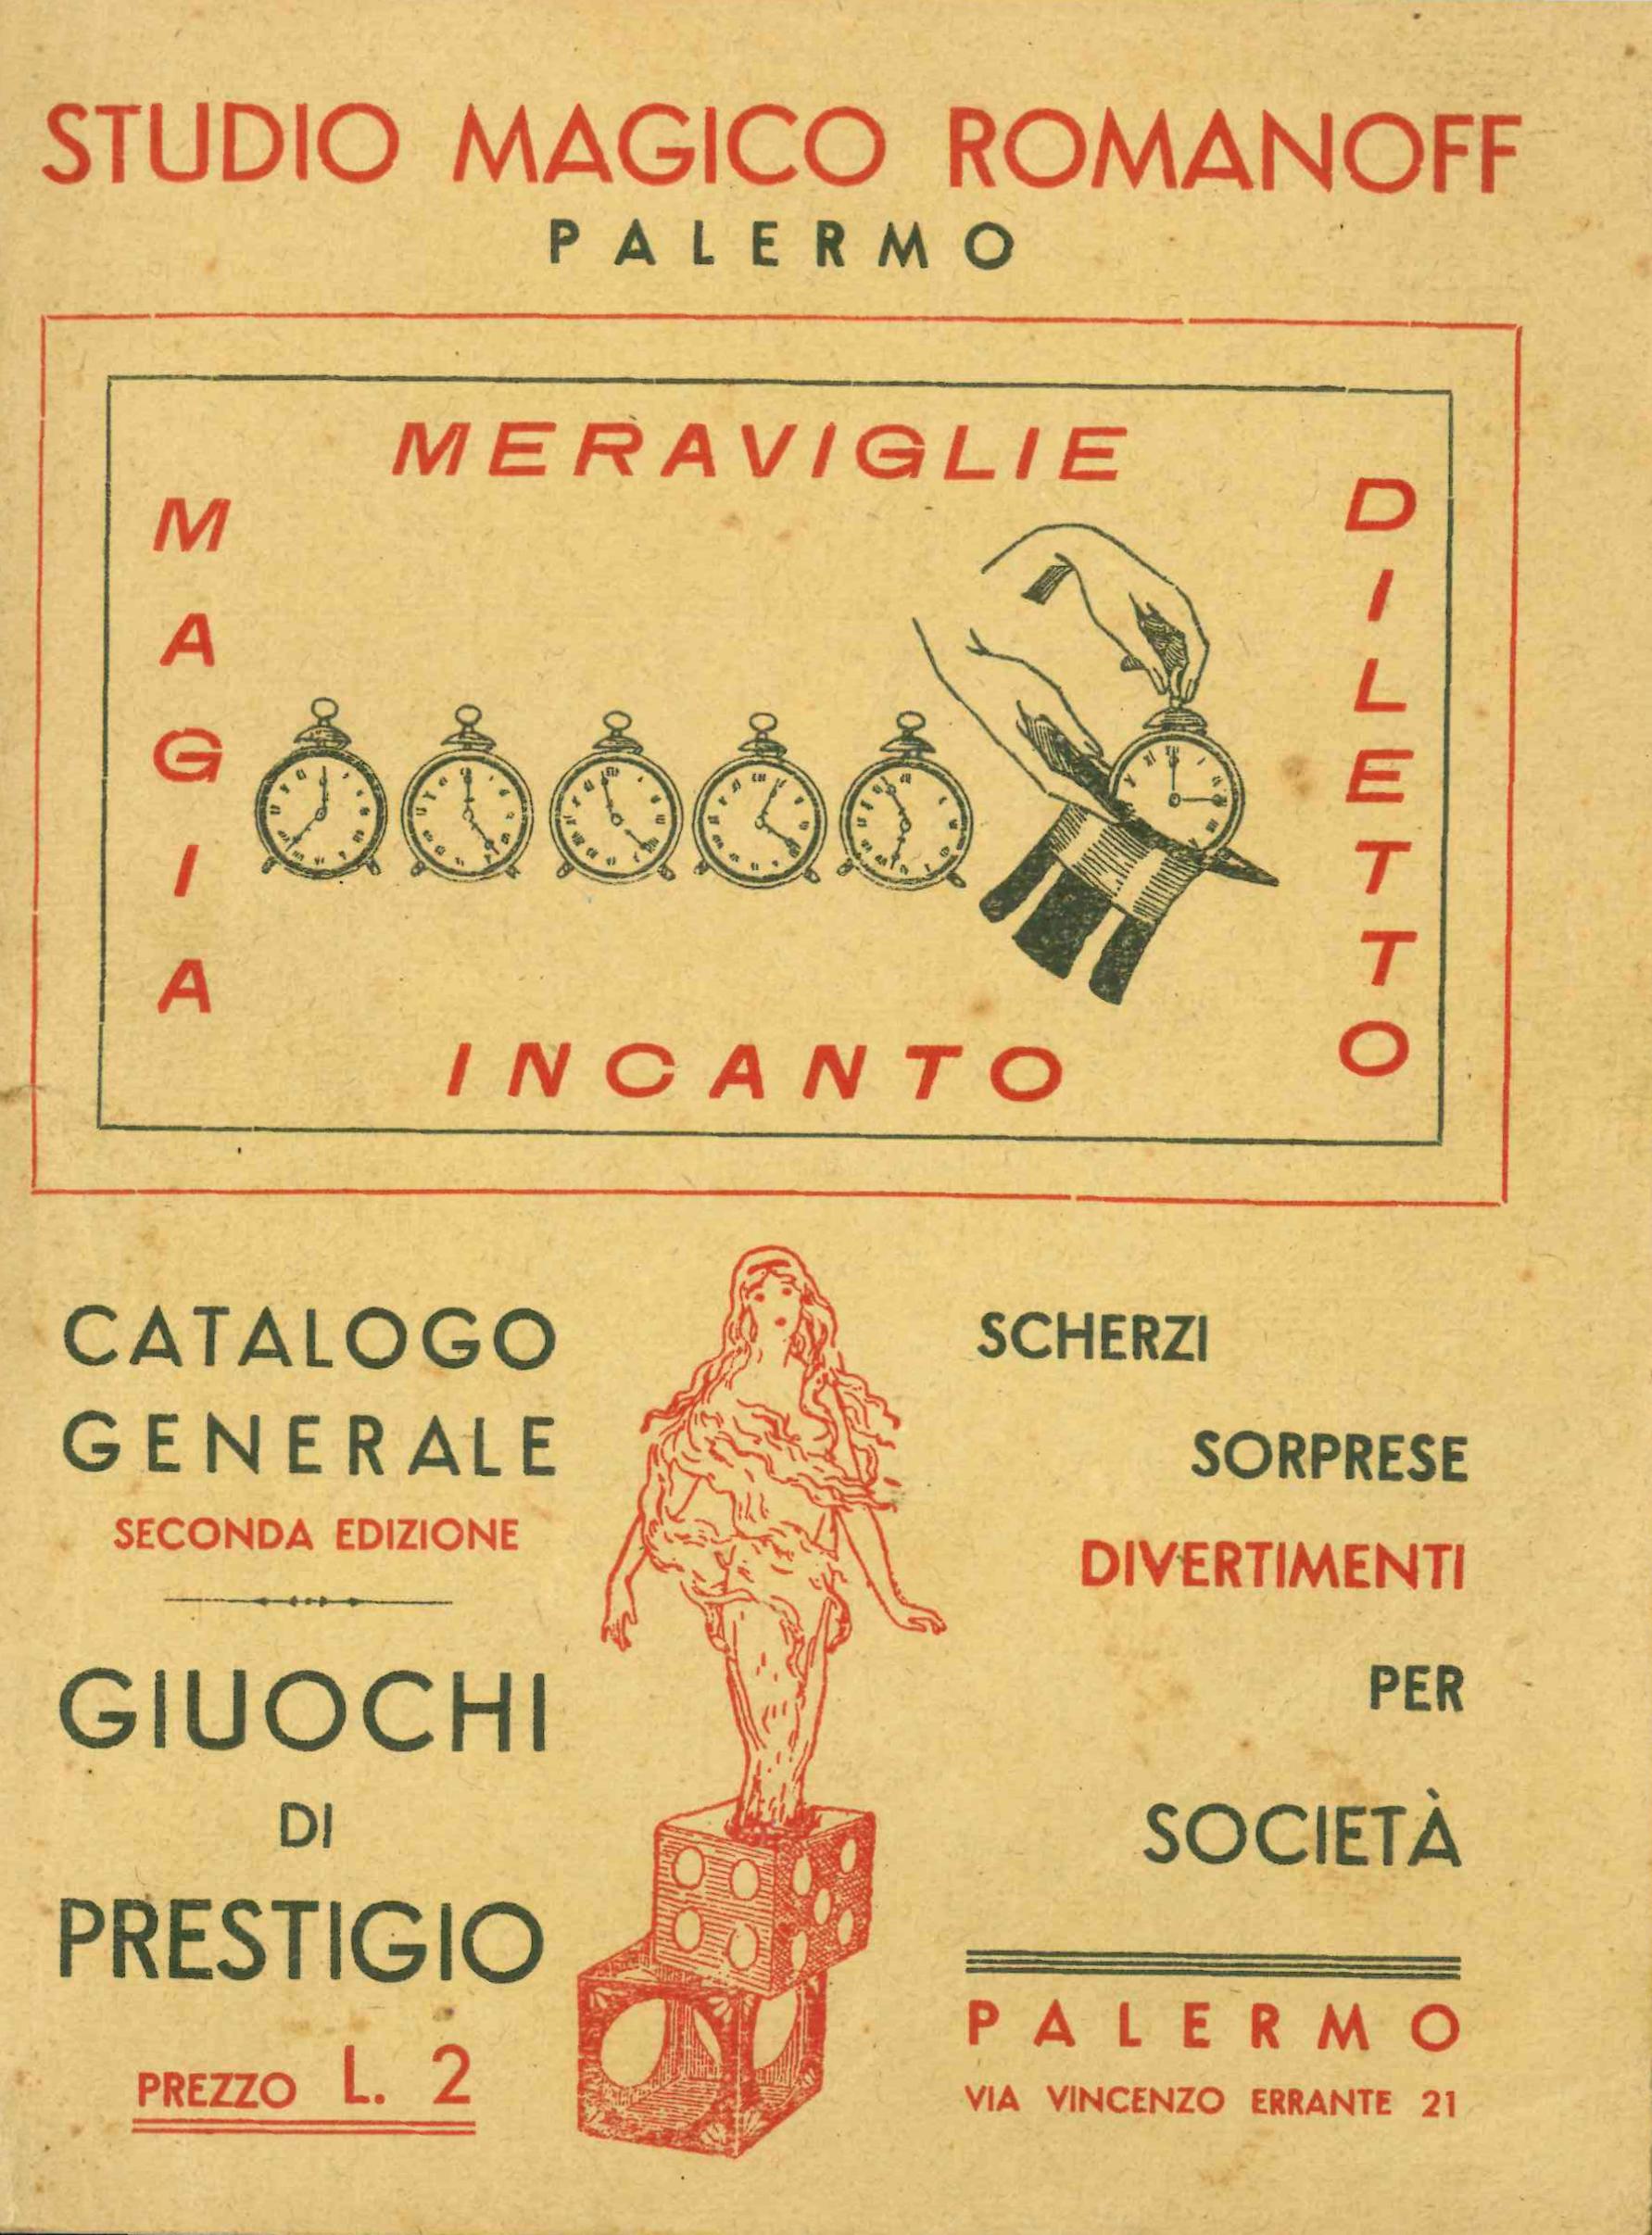 STUDIO MAGICO ROMANOFF
PALERMO
MERAVIGLIE
MAGIA
DILETTO
INCANTO
CATALOGO
GENERALE
SECONDA EDIZIONE
GIUOCHI
DI
PRESTIGIO
PREZZO L. 2
SCHERZI
SORPRESE
DIVERTIMENTI
PER
SOCIETÀ
PALERMO
VIA VINCENZO ERRANTE 21